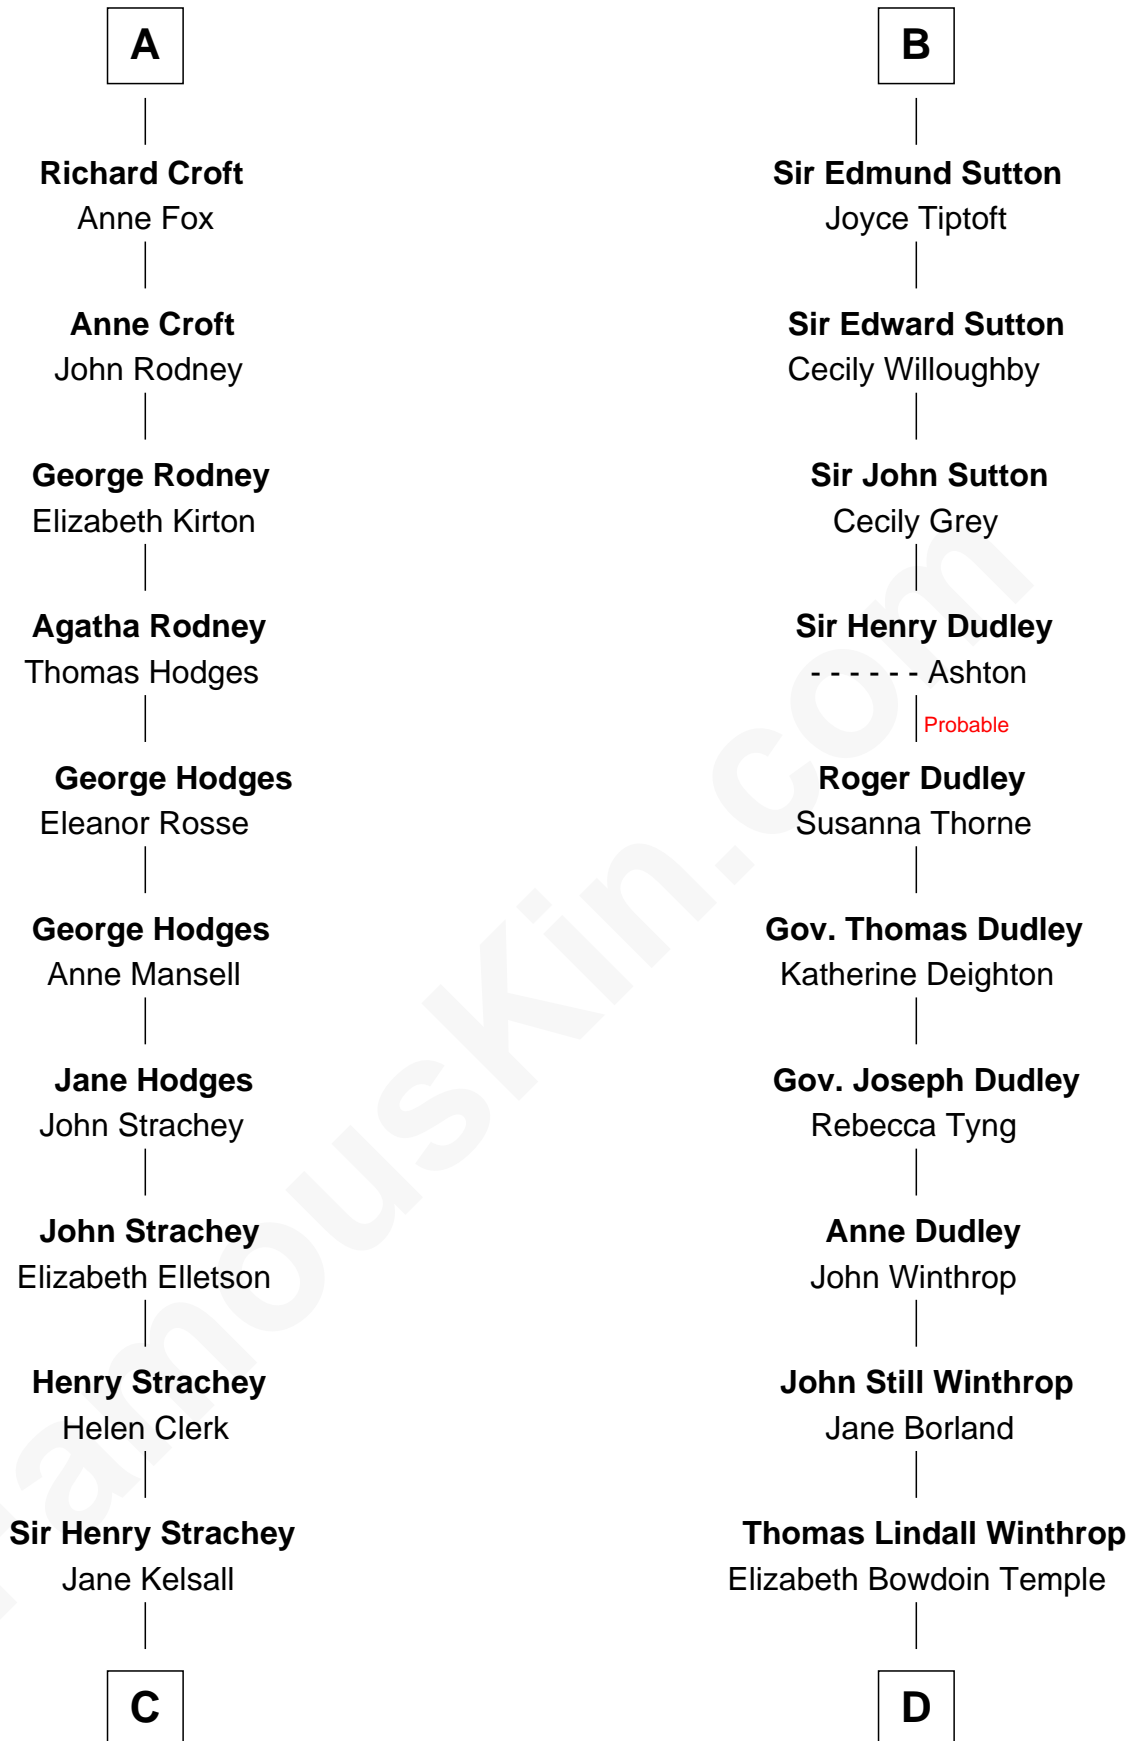 A
Richard Croft
Anne Fox
Anne Croft
John Rodney
George Rodney
Elizabeth Kirton
Agatha Rodney
Thomas Hodges
George Hodges
Eleanor Rosse
George Hodges
Anne Mansell
Jane Hodges
John Strachey
John Strachey
Elizabeth Elletson
Henry Strachey
Helen Clerk
Sir Henry Strachey
Jane Kelsall
C
B
Sir Edmund Sutton
Joyce Tiptoft
Sir Edward Sutton
Cecily Willoughby
Sir John Sutton
Cecily Grey
Sir Henry Dudley
- - - - - - Ashton
Probable
Roger Dudley
Susanna Thorne
Gov. Thomas Dudley
Katherine Deighton
Gov. Joseph Dudley
Rebecca Tyng
Anne Dudley
John Winthrop
John Still Winthrop
Jane Borland
Thomas Lindall Winthrop
Elizabeth Bowdoin Temple
D
FamousKin.com